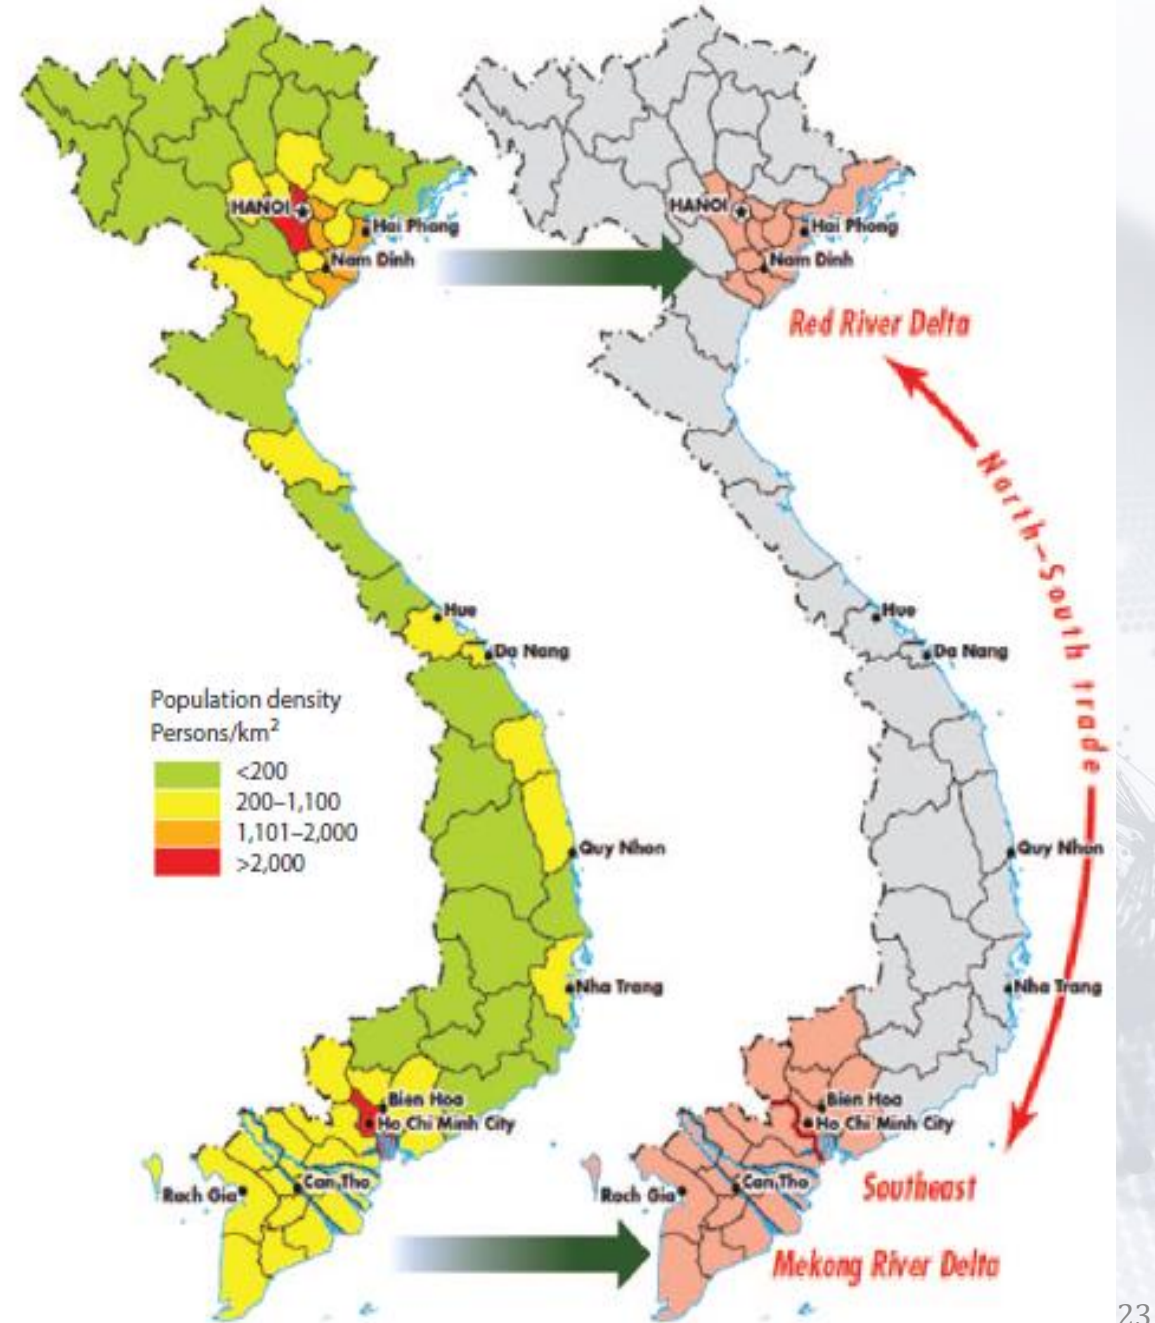 HANOI
Hai Phong
Nam Dinh
Hue
Da Nang
Population density
Persons/km²
<200
200–1,100
1,101–2,000
>2,000
Quy Nhon
Nha Trang
Bien Hoa
Ho Chi Minh City
Rach Gia
Can Tho
HANOI
Hai Phong
Nam Dinh
Red River Delta
North–South trade
Hue
Da Nang
Quy Nhon
Nha Trang
Bien Hoa
Ho Chi Minh City
Rach Gia
Can Tho
Southeast
Mekong River Delta
23